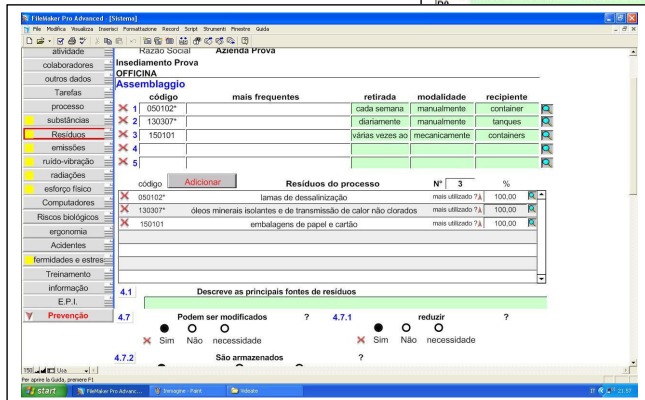 FileMaker Pro Advanced - [Sistema]
File Modifica Visualizza Inserisci Formattazione Record Script Strumenti Finestre Guida
atividade
colaboradores
outros dados
Tarefas
processo
substâncias
Resíduos
emissões
ruido-vibração
radiações
esforço físico
Computadores
Riscos biológicos
ergonomia
Acidentes
fermidades e estres
Treinamento
informação
E.P.I.
Prevenção
Razão Social Azienda Prova
Insediamento Prova
OFFICINA
Assemblaggio
código mais frequentes retirada modalidade recipiente
1 050102* cada semana manualmente container
2 130307* diariamente manualmente tanques
3 150101 várias vezes ao mecanicamente containers
4
5
código Adicionar Resíduos do processo N° 3 %
050102* lamas de dessalinização mais utilizado ? 100,00
130307* óleos minerais isolantes e de transmissão de calor não clorados mais utilizado ? 100,00
150101 embalagens de papel e cartão mais utilizado ? 100,00
4.1 Descreve as principais fontes de resíduos
4.7 Podem ser modificados ? 4.7.1 reduzir ?
Sim Não necessidade Sim Não necessidade
4.7.2 São armazenados ?
150 Usa
Per aprire la Guida, premere F1
start FileMaker Pro Advanc... Immagine - Paint videate IT 21.57